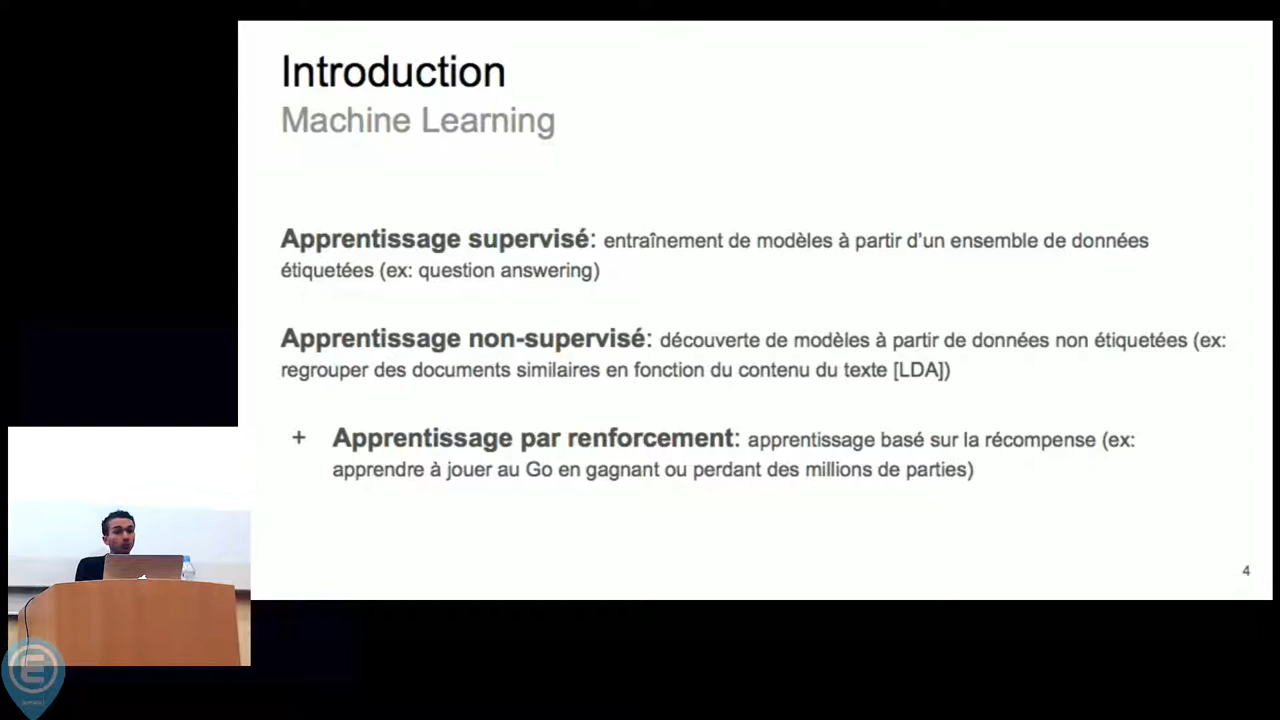 Introduction
Machine Learning
Apprentissage supervisé: entraînement de modèles à partir d'un ensemble de données
étiquetées (ex: question answering)
Apprentissage non-supervisé: découverte de modèles à partir de données non étiquetées (ex:
regrouper des documents similaires en fonction du contenu du texte [LDA])
+ Apprentissage par renforcement: apprentissage basé sur la récompense (ex:
apprendre à jouer au Go en gagnant ou perdant des millions de parties)
4
E